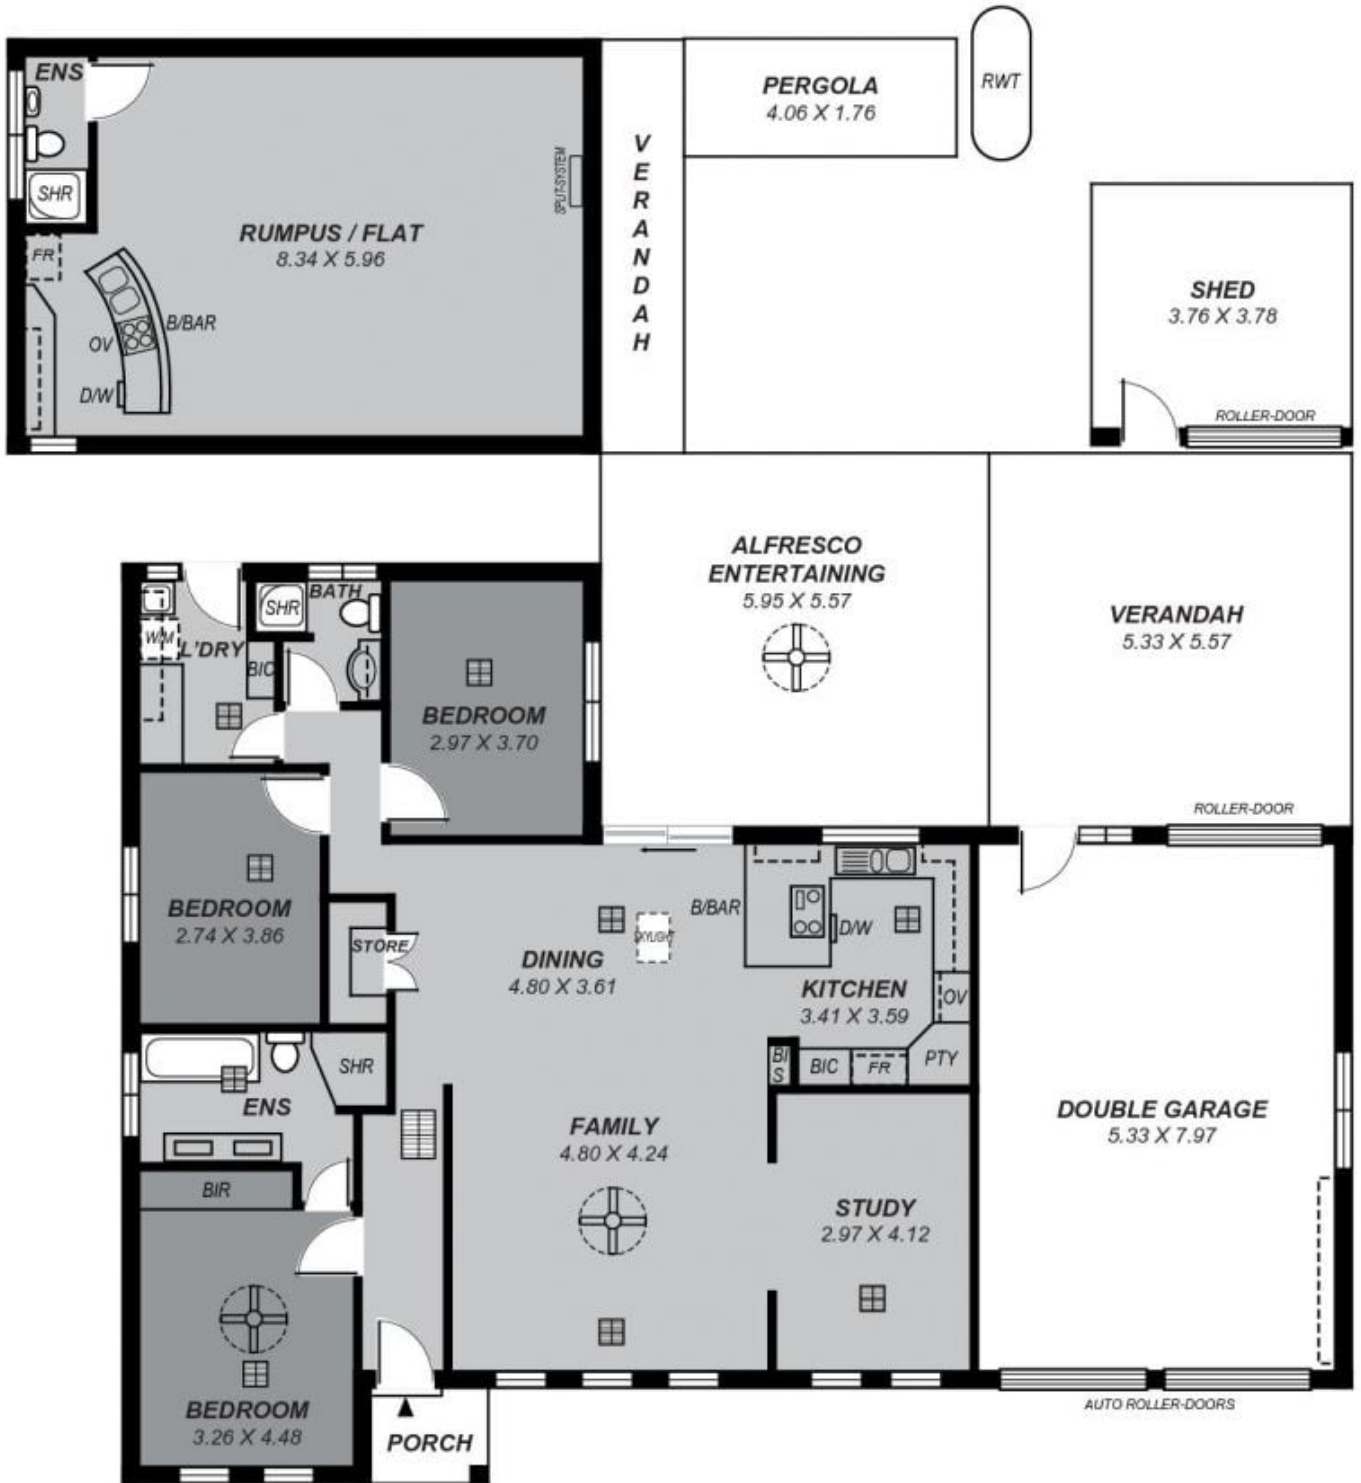 ENS
SHR
FR
RUMPUS / FLAT
8.34 X 5.96
SPLIT-SYSTEM
B/BAR
OV
D/W
VERANDAH
PERGOLA
4.06 X 1.76
RWT
SHED
3.76 X 3.78
ROLLER-DOOR
ALFRESCO
ENTERTAINING
5.95 X 5.57
VERANDAH
5.33 X 5.57
ROLLER-DOOR
BATH
SHR
W/M
L'DRY
BIC
BEDROOM
2.97 X 3.70
BEDROOM
2.74 X 3.86
STORE
DINING
4.80 X 3.61
SKYLIGHT
B/BAR
D/W
KITCHEN
3.41 X 3.59
OV
BI
S
BIC
FR
PTY
SHR
ENS
BIR
FAMILY
4.80 X 4.24
STUDY
2.97 X 4.12
DOUBLE GARAGE
5.33 X 7.97
AUTO ROLLER-DOORS
BEDROOM
3.26 X 4.48
PORCH